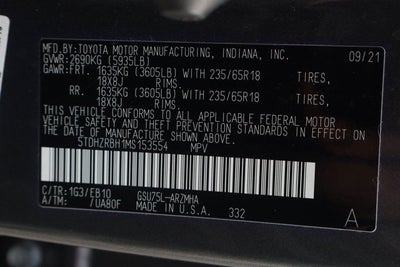 MFD.BY:TOYOTA MOTOR MANUFACTURING, INDIANA, INC. 09/21
GVWR:2690KG (5935LB)
GAWR:FRT. 1635KG (3605LB) WITH 235/65R18 TIRES,
18X8J RIMS.
RR. 1635KG (3605LB) WITH 235/65R18 TIRES,
18X8J RIMS.
THIS VEHICLE CONFORMS TO ALL APPLICABLE FEDERAL MOTOR
VEHICLE SAFETY AND THEFT PREVENTION STANDARDS IN EFFECT ON
THE DATE OF MANUFACTURE SHOWN ABOVE.
5TDHZRBH1MS153554 MPV
C/TR:1G3/EB10 GSU75L-ARZMHA
A/TM: /UA80F MADE IN U.S.A. 332 A